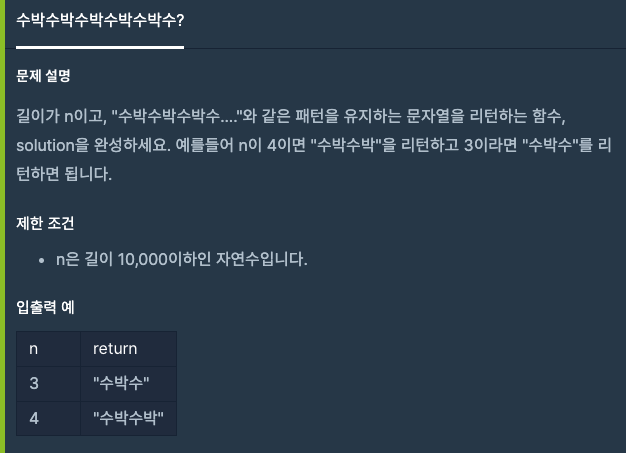 수박수박수박수박수박수?
문제 설명
길이가 n이고, "수박수박수박수...."와 같은 패턴을 유지하는 문자열을 리턴하는 함수,
solution을 완성하세요. 예를들어 n이 4이면 "수박수박"을 리턴하고 3이라면 "수박수"를 리
턴하면 됩니다.
제한 조건
• n은 길이 10,000이하인 자연수입니다.
입출력 예
n return
3 "수박수"
4 "수박수박"